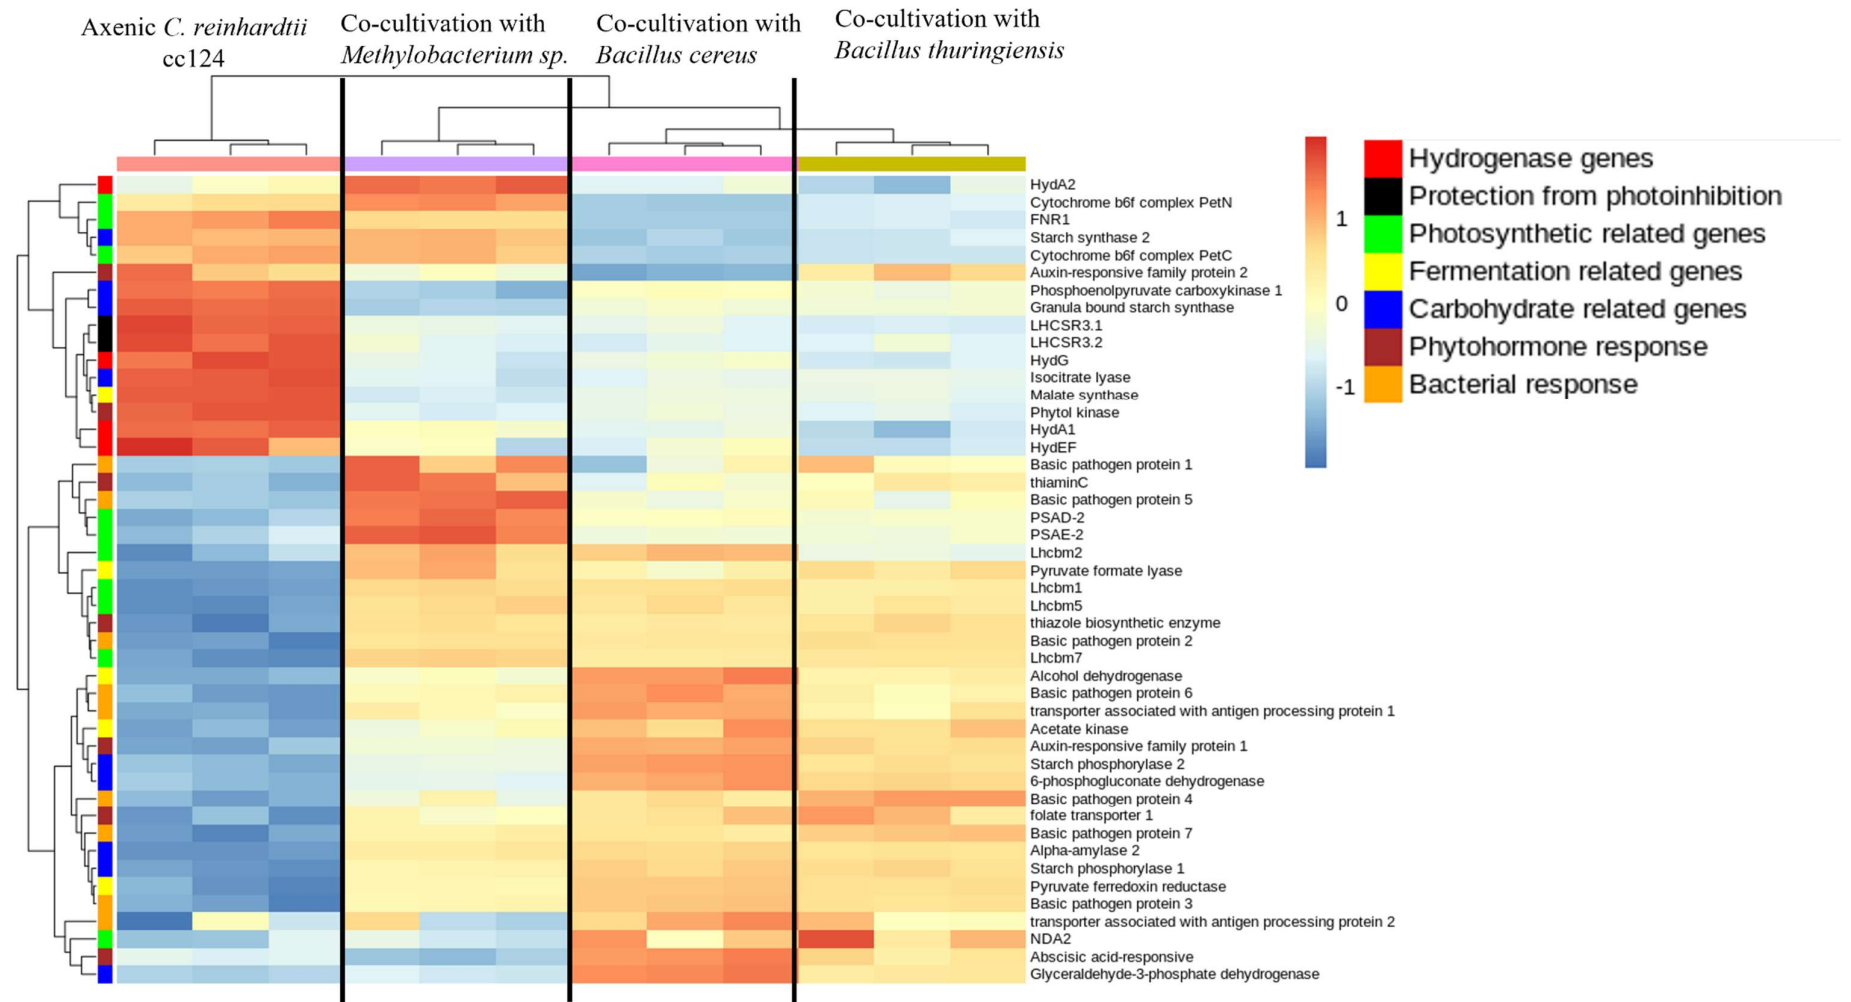 Axenic C. reinhardtii
cc124
Co-cultivation with
Methylobacterium sp.
Co-cultivation with
Bacillus cereus
Co-cultivation with
Bacillus thuringiensis
HydA2
Cytochrome b6f complex PetN
FNR1
Starch synthase 2
Cytochrome b6f complex PetC
Auxin-responsive family protein 2
Phosphoenolpyruvate carboxykinase 1
Granula bound starch synthase
LHCSR3.1
LHCSR3.2
HydG
Isocitrate lyase
Malate synthase
Phytol kinase
HydA1
HydEF
Basic pathogen protein 1
thiaminC
Basic pathogen protein 5
PSAD-2
PSAE-2
Lhcbm2
Pyruvate formate lyase
Lhcbm1
Lhcbm5
thiazole biosynthetic enzyme
Basic pathogen protein 2
Lhcbm7
Alcohol dehydrogenase
Basic pathogen protein 6
transporter associated with antigen processing protein 1
Acetate kinase
Auxin-responsive family protein 1
Starch phosphorylase 2
6-phosphogluconate dehydrogenase
Basic pathogen protein 4
folate transporter 1
Basic pathogen protein 7
Alpha-amylase 2
Starch phosphorylase 1
Pyruvate ferredoxin reductase
Basic pathogen protein 3
transporter associated with antigen processing protein 2
NDA2
Abscisic acid-responsive
Glyceraldehyde-3-phosphate dehydrogenase
1
0
-1
Hydrogenase genes
Protection from photoinhibition
Photosynthetic related genes
Fermentation related genes
Carbohydrate related genes
Phytohormone response
Bacterial response